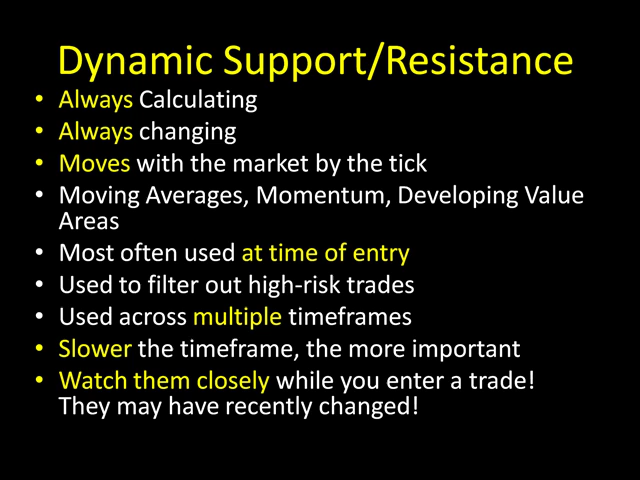 Dynamic Support/Resistance
• Always Calculating
• Always changing
• Moves with the market by the tick
• Moving Averages, Momentum, Developing Value
Areas
• Most often used at time of entry
• Used to filter out high-risk trades
• Used across multiple timeframes
• Slower the timeframe, the more important
• Watch them closely while you enter a trade!
They may have recently changed!